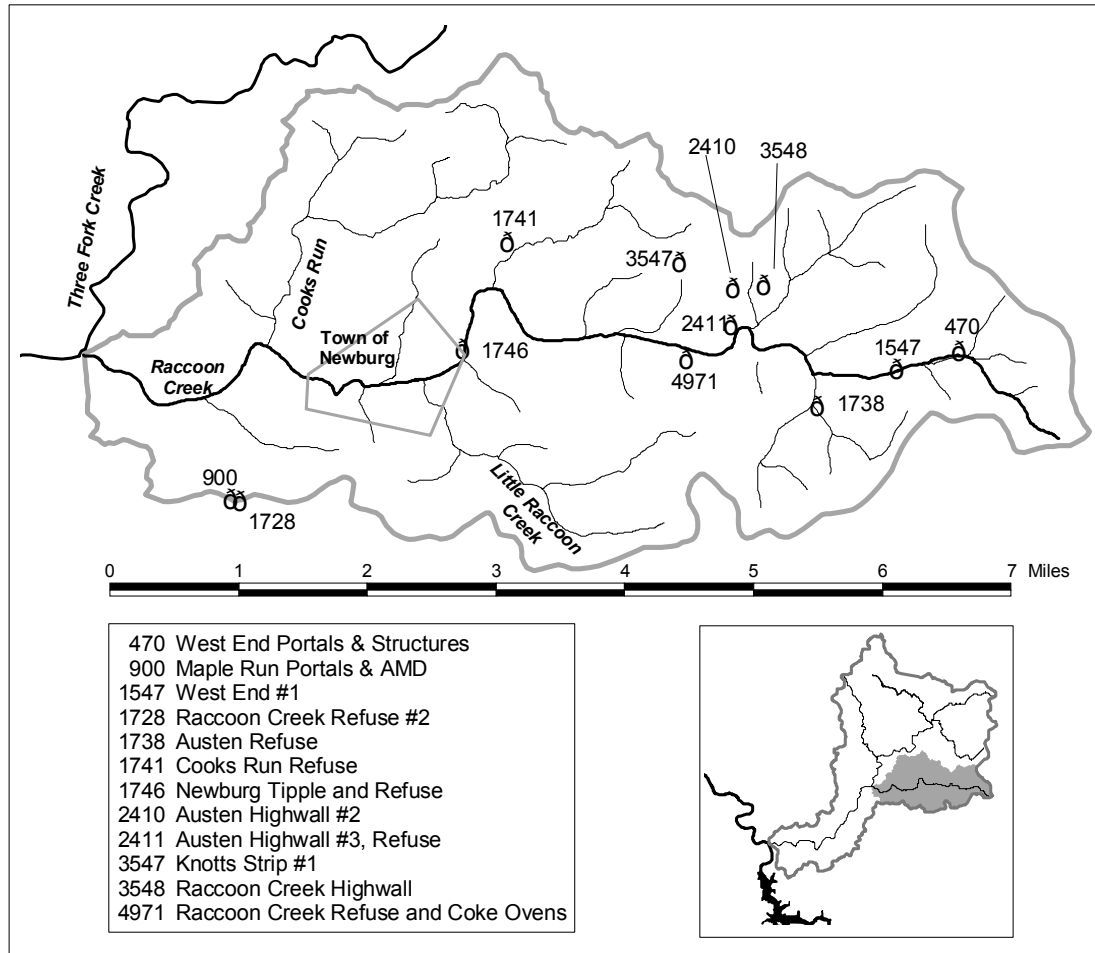 2410
3548
1741
3547
Three Fork Creek
Cooks Run
2411
Town of
Newburg
1746
470
1547
4971
Raccoon
Creek
1738
900
1728
Little Raccoon
Creek
0 1 2 3 4 5 6 7 Miles
470 West End Portals & Structures
900 Maple Run Portals & AMD
1547 West End #1
1728 Raccoon Creek Refuse #2
1738 Austen Refuse
1741 Cooks Run Refuse
1746 Newburg Tipple and Refuse
2410 Austen Highwall #2
2411 Austen Highwall #3, Refuse
3547 Knotts Strip #1
3548 Raccoon Creek Highwall
4971 Raccoon Creek Refuse and Coke Ovens